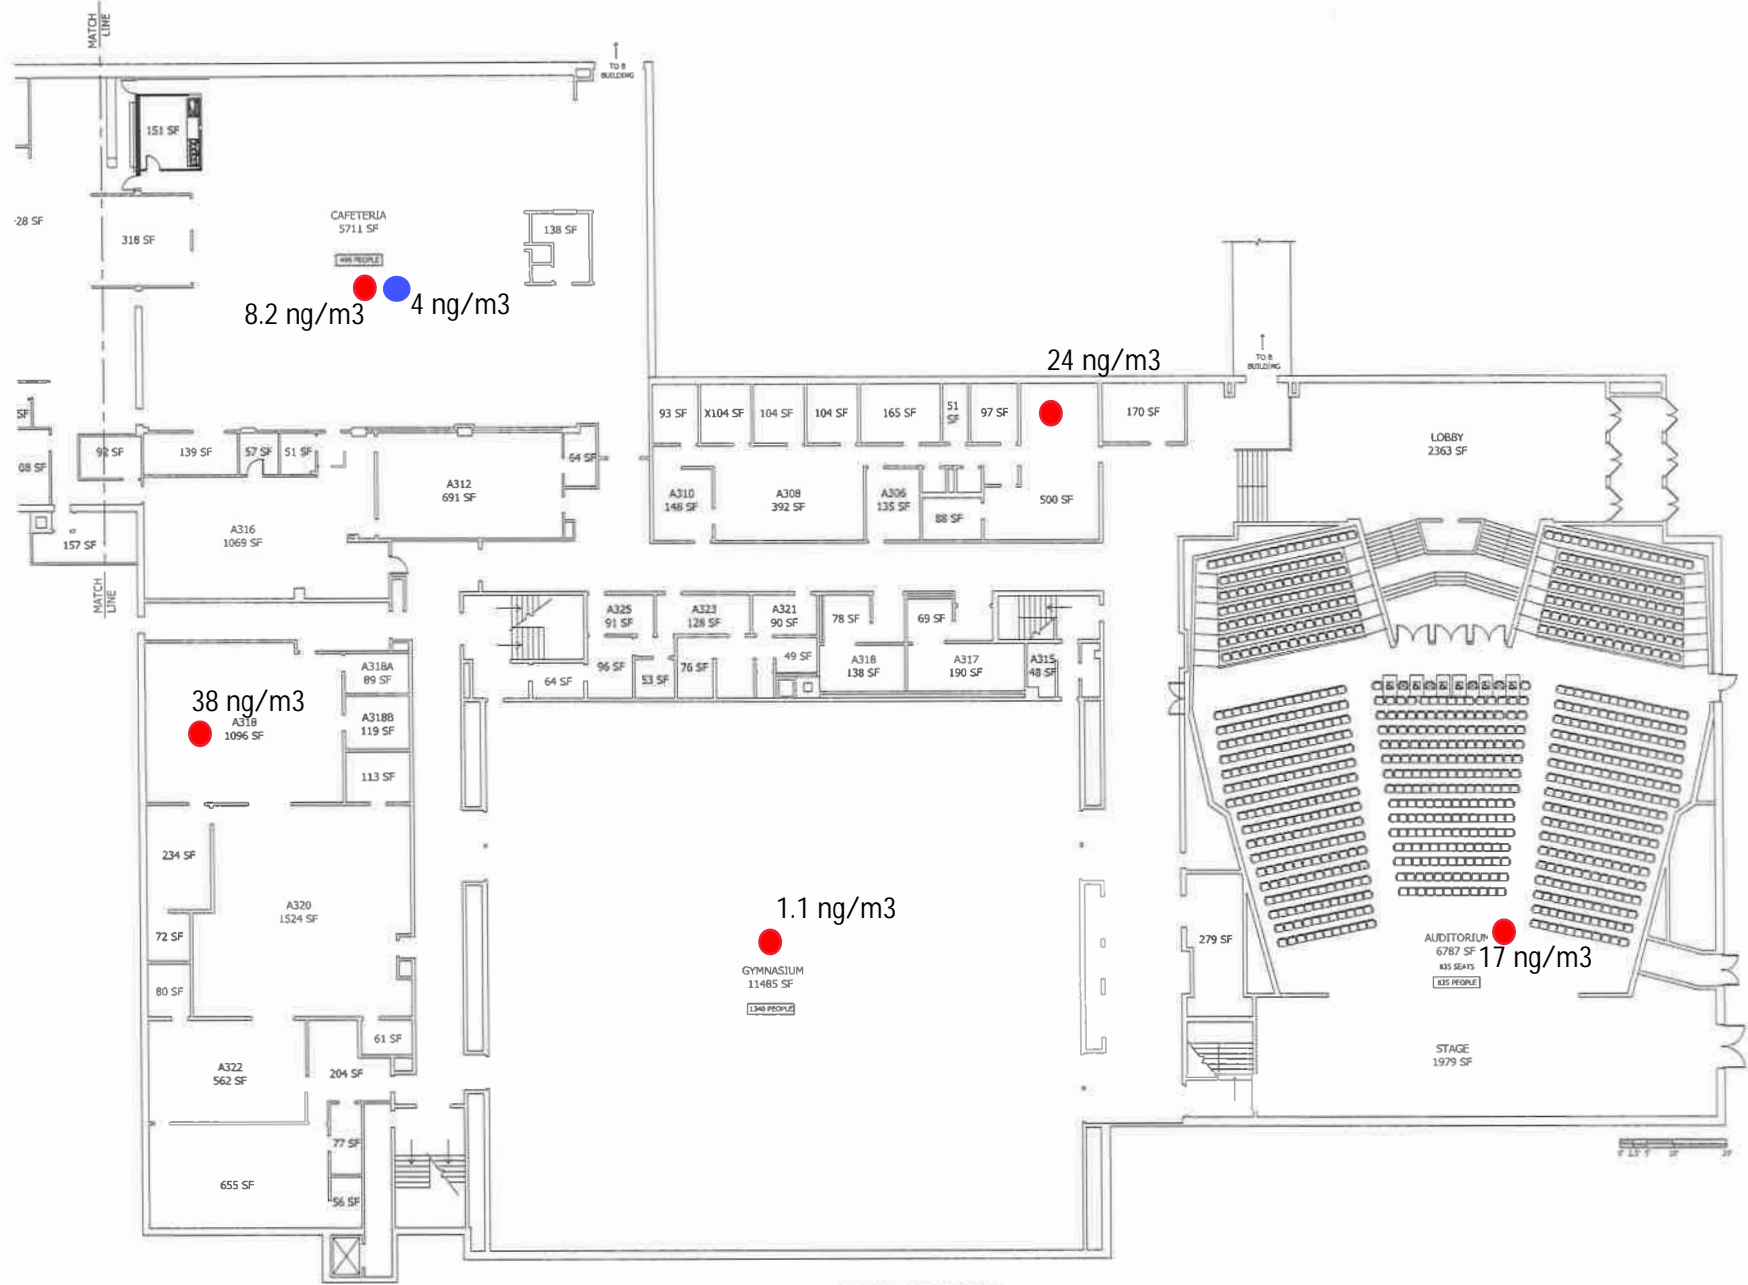 MATCH
LINE
TO B
BUILDING
151 SF
28 SF
318 SF
CAFETERIA
5711 SF
138 SF
8.2 ng/m3
4 ng/m3
24 ng/m3
TO B
BUILDING
93 SF
X104 SF
104 SF
104 SF
165 SF
51
SF
97 SF
170 SF
LOBBY
2363 SF
SF
08 SF
92 SF
139 SF
57 SF
51 SF
64 SF
A312
691 SF
A310
148 SF
A308
392 SF
A306
135 SF
88 SF
500 SF
A316
1069 SF
157 SF
MATCH
LINE
A325
91 SF
A323
128 SF
A321
90 SF
78 SF
69 SF
96 SF
64 SF
53 SF
76 SF
49 SF
A318
138 SF
A317
190 SF
A315
48 SF
A318A
89 SF
38 ng/m3
A318
1096 SF
A318B
119 SF
113 SF
234 SF
A320
1524 SF
72 SF
80 SF
1.1 ng/m3
GYMNASIUM
11485 SF
1340 PEOPLE
279 SF
AUDITORIUM
6787 SF
17 ng/m3
835 SEATS
835 PEOPLE
61 SF
A322
562 SF
204 SF
STAGE
1979 SF
77 SF
655 SF
56 SF